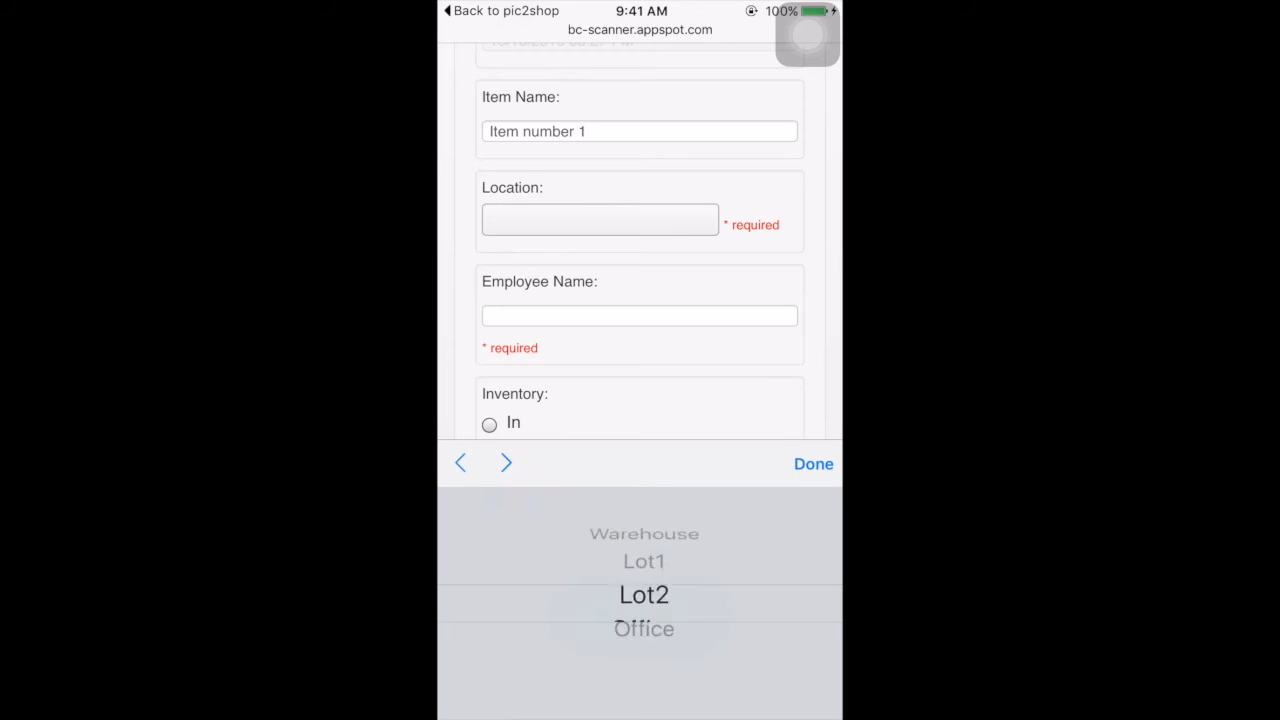 Back to pic2shop 9:41 AM 100%
bc-scanner.appspot.com
Item Name:
Item number 1
Location:
* required
Employee Name:
* required
Inventory:
In
Done
Warehouse
Lot1
Lot2
Office